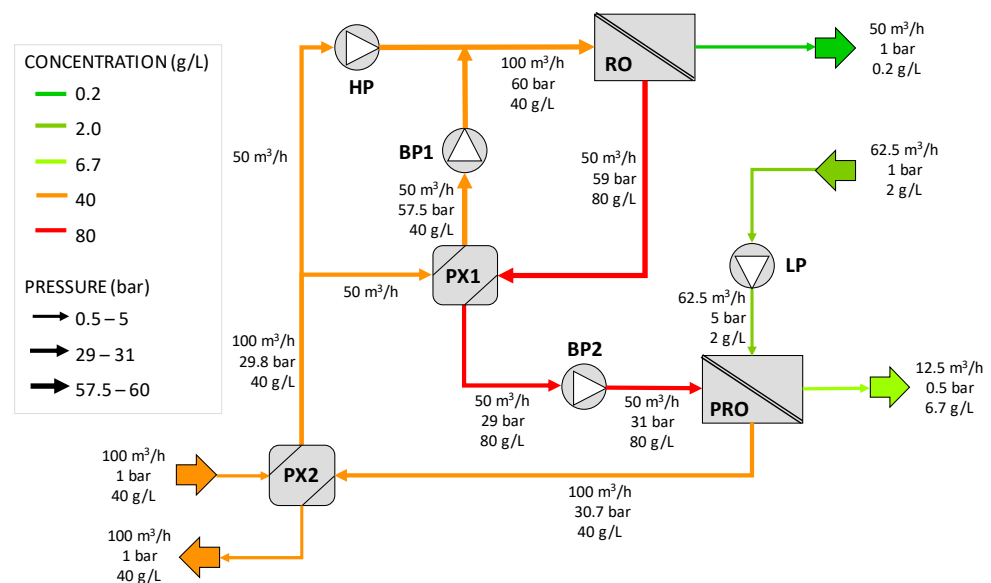 CONCENTRATION (g/L)
0.2
2.0
6.7
40
80
PRESSURE (bar)
0.5 – 5
29 – 31
57.5 – 60
HP
100 m³/h
60 bar
40 g/L
RO
50 m³/h
1 bar
0.2 g/L
50 m³/h
BP1
50 m³/h
57.5 bar
40 g/L
50 m³/h
59 bar
80 g/L
62.5 m³/h
1 bar
2 g/L
PX1
50 m³/h
LP
62.5 m³/h
5 bar
2 g/L
100 m³/h
29.8 bar
40 g/L
BP2
50 m³/h
29 bar
80 g/L
50 m³/h
31 bar
80 g/L
PRO
12.5 m³/h
0.5 bar
6.7 g/L
100 m³/h
1 bar
40 g/L
PX2
100 m³/h
30.7 bar
40 g/L
100 m³/h
1 bar
40 g/L